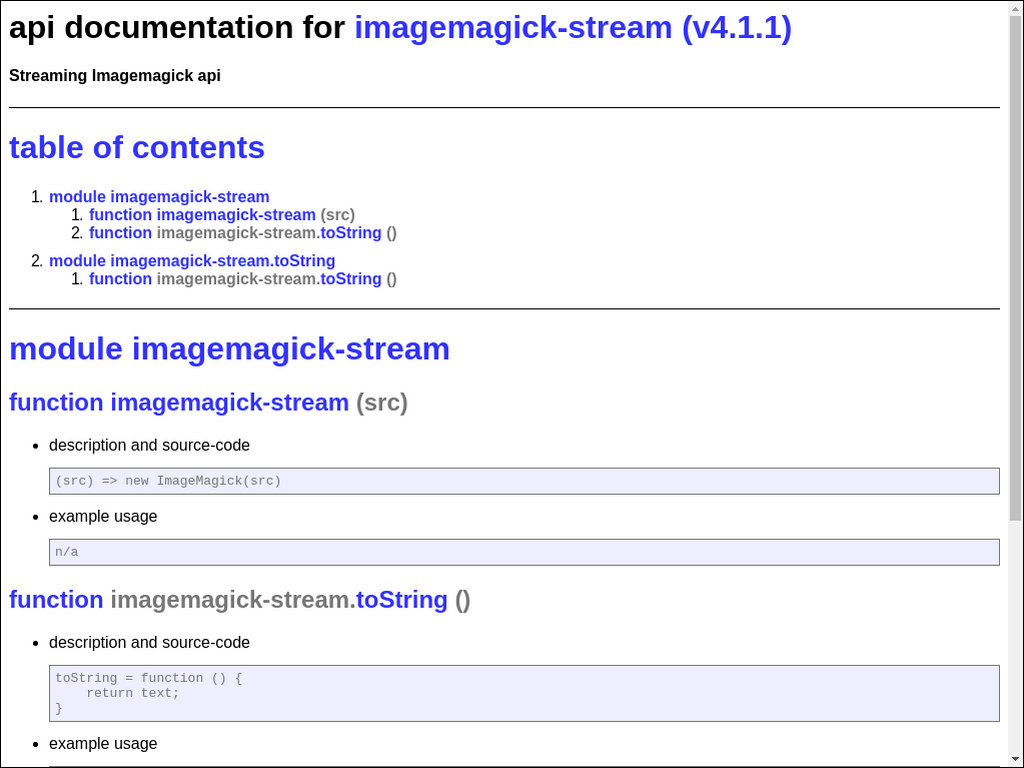 api documentation for imagemagick-stream (v4.1.1)
Streaming Imagemagick api
table of contents
1. module imagemagick-stream
1. function imagemagick-stream (src)
2. function imagemagick-stream.toString ()
2. module imagemagick-stream.toString
1. function imagemagick-stream.toString ()
module imagemagick-stream
function imagemagick-stream (src)
• description and source-code
(src) => new ImageMagick(src)
• example usage
n/a
function imagemagick-stream.toString ()
• description and source-code
toString = function () {
    return text;
}
• example usage